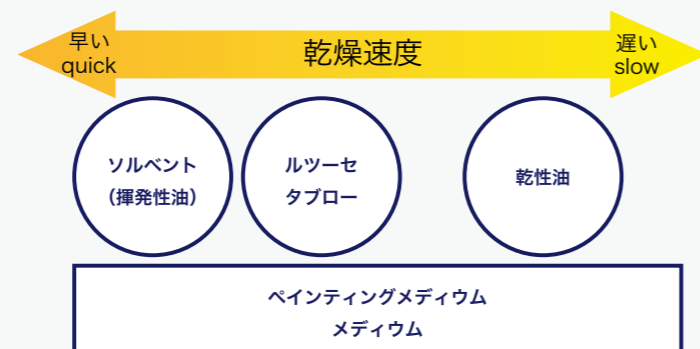 早い
quick
乾燥速度
遅い
slow
ソルベント
（揮発性油）
ルツーセ
タブロー
乾性油
ペインティングメディウム
メディウム